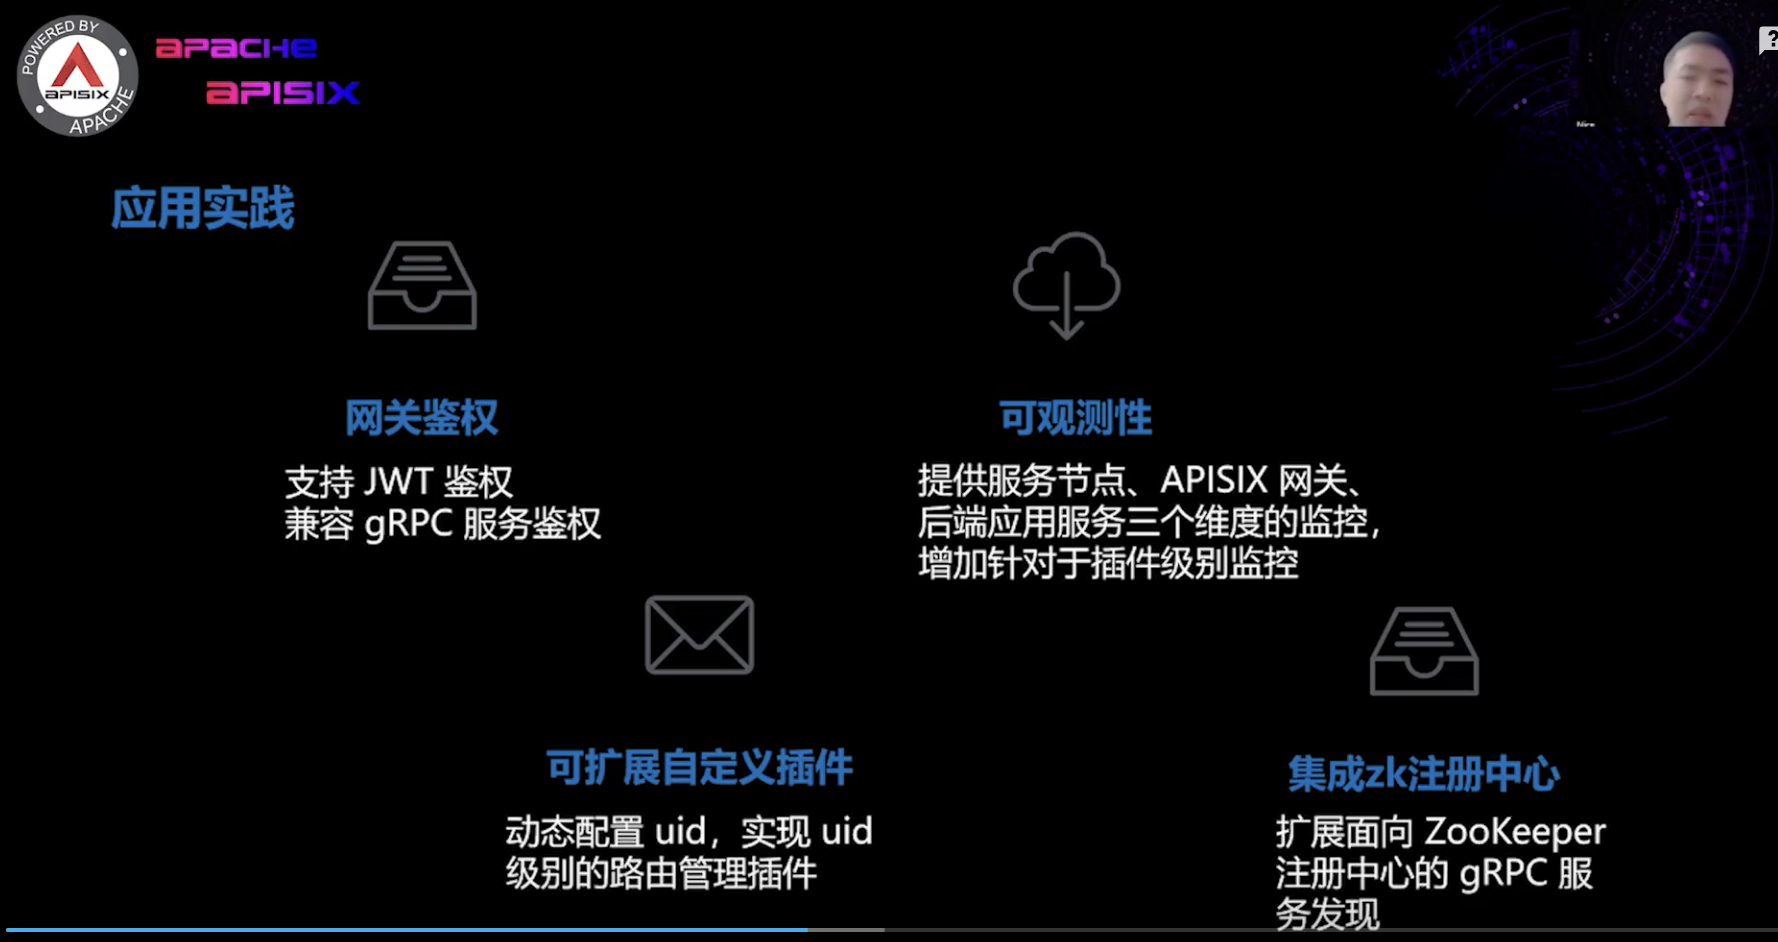 POWERED BY
APISIX
APACHE
APACHE
APISIX
?
应用实践
网关鉴权
支持 JWT 鉴权
兼容 gRPC 服务鉴权
可观测性
提供服务节点、APISIX 网关、
后端应用服务三个维度的监控，
增加针对于插件级别监控
可扩展自定义插件
动态配置 uid，实现 uid
级别的路由管理插件
集成zk注册中心
扩展面向 ZooKeeper
注册中心的 gRPC 服
务发现